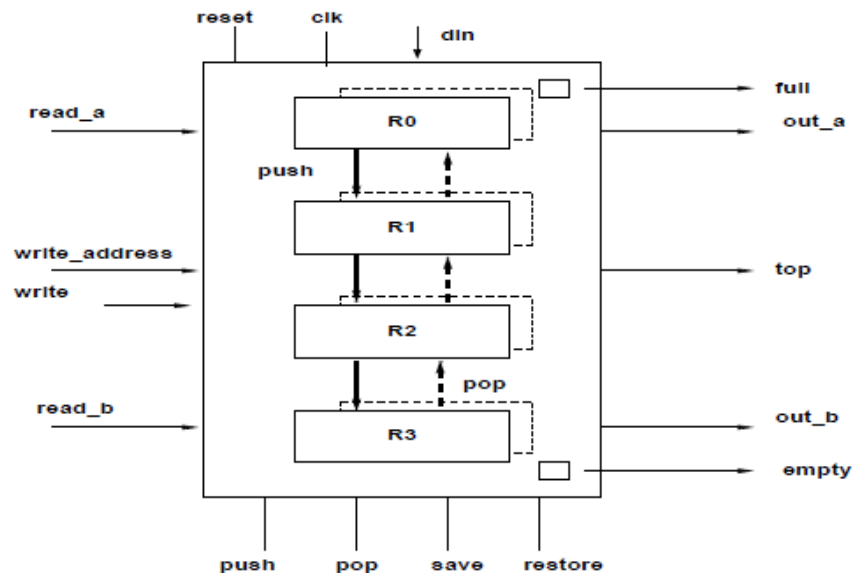 reset
clk
din
full
read_a
out_a
R0
push
R1
write_address
top
write
R2
pop
read_b
out_b
R3
empty
push
pop
save
restore